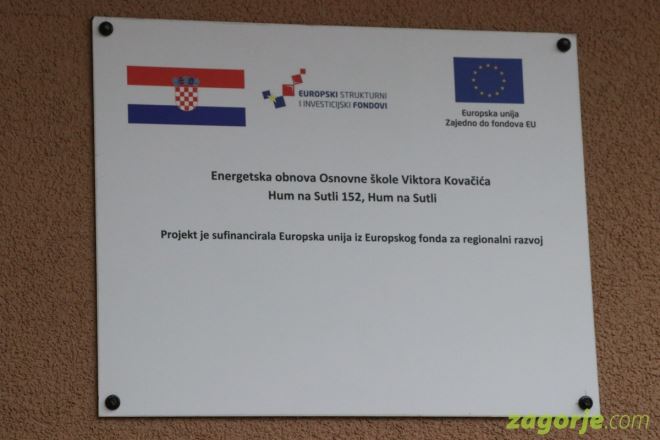 EUROPSKI STRUKTURNI
I INVESTICIJSKI FONDOVI
Europska unija
Zajedno do fondova EU
Energetska obnova Osnovne škole Viktora Kovačića
Hum na Sutli 152, Hum na Sutli
Projekt je sufinancirala Europska unija iz Europskog fonda za regionalni razvoj
zagorje.com